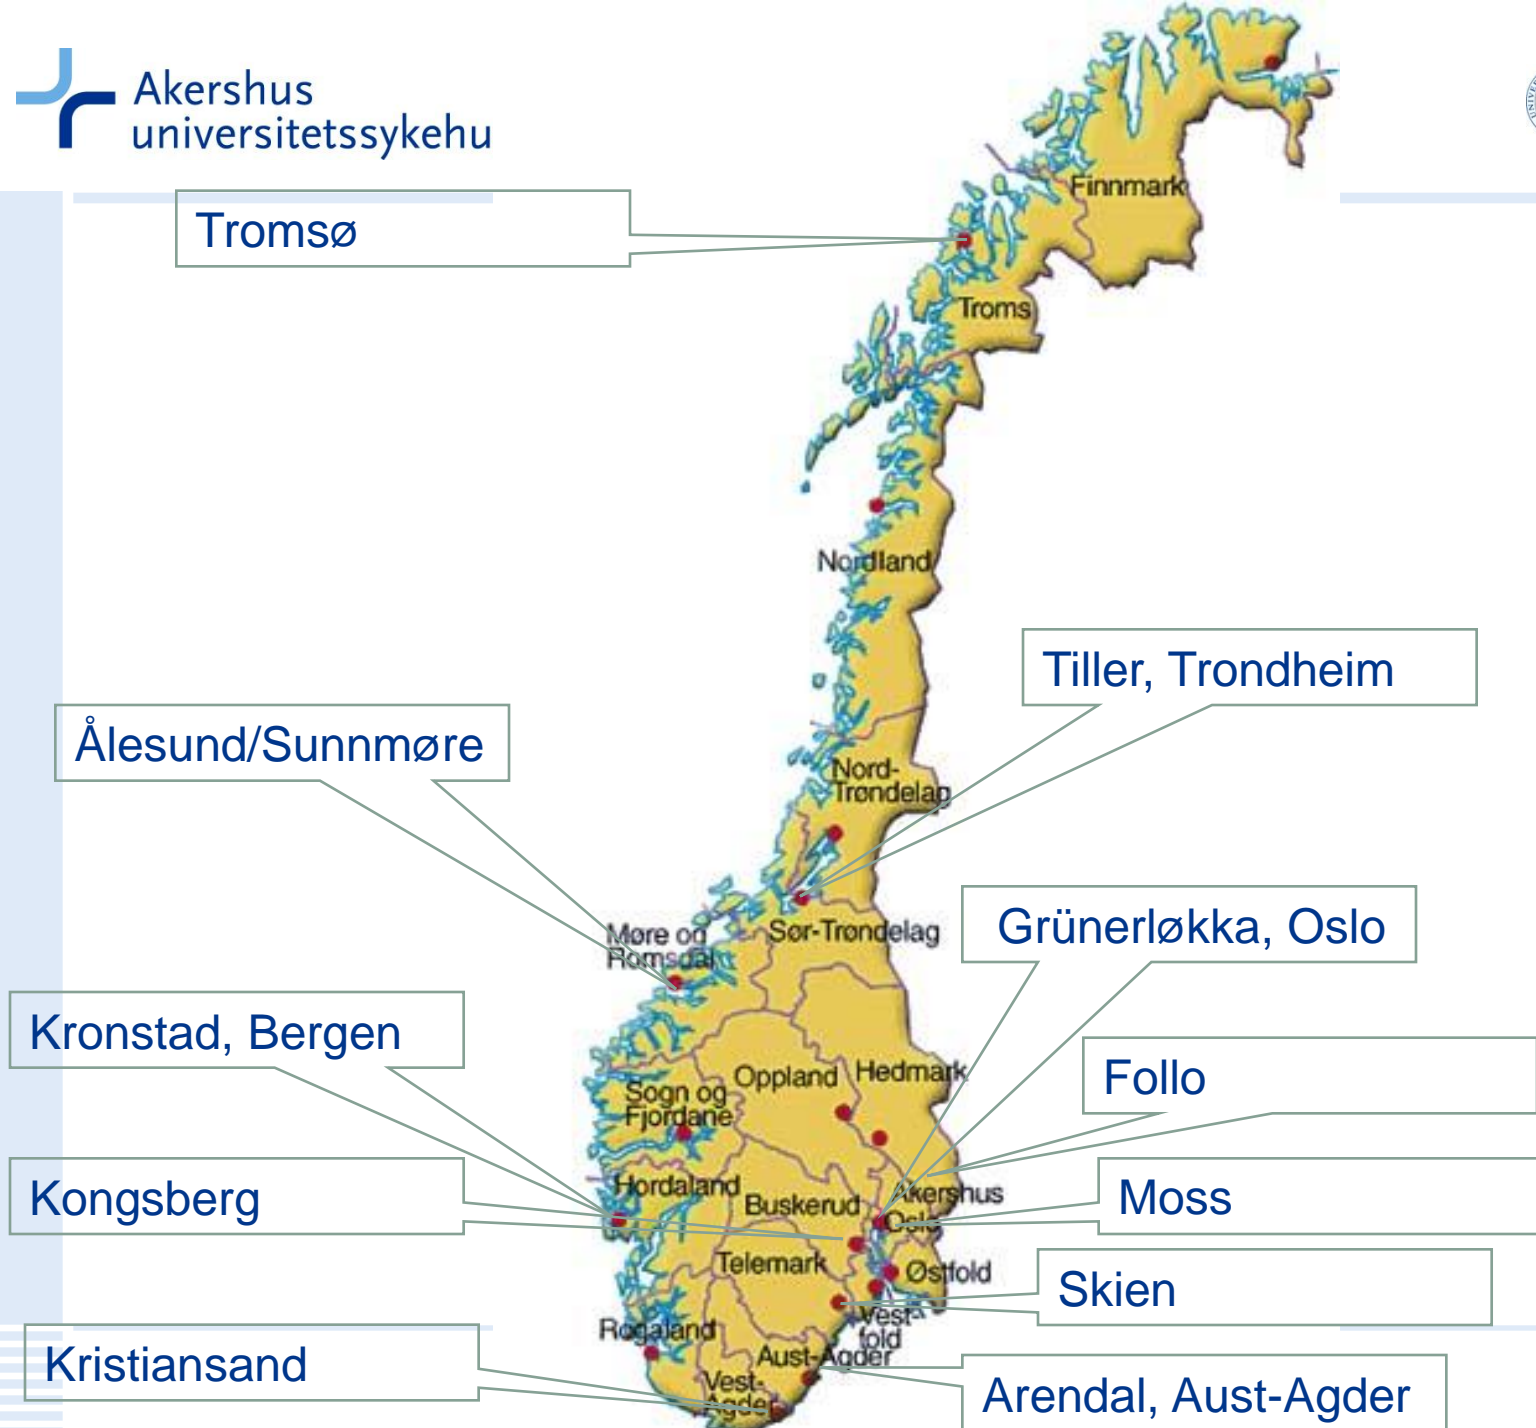 Akershus
universitetssykehu
Finnmark
Tromsø
Troms
Nordland
Tiller, Trondheim
Ålesund/Sunnmøre
Nord-
Trøndelag
Grünerløkka, Oslo
Møre og
Romsdal
Sør-Trøndelag
Kronstad, Bergen
Oppland
Hedmark
Follo
Sogn og
Fjordane
Kongsberg
Hordaland
Buskerud
Akershus
Moss
Oslo
Telemark
Østfold
Skien
Vest-
fold
Rogaland
Kristiansand
Aust-Agder
Vest-
Agder
Arendal, Aust-Agder